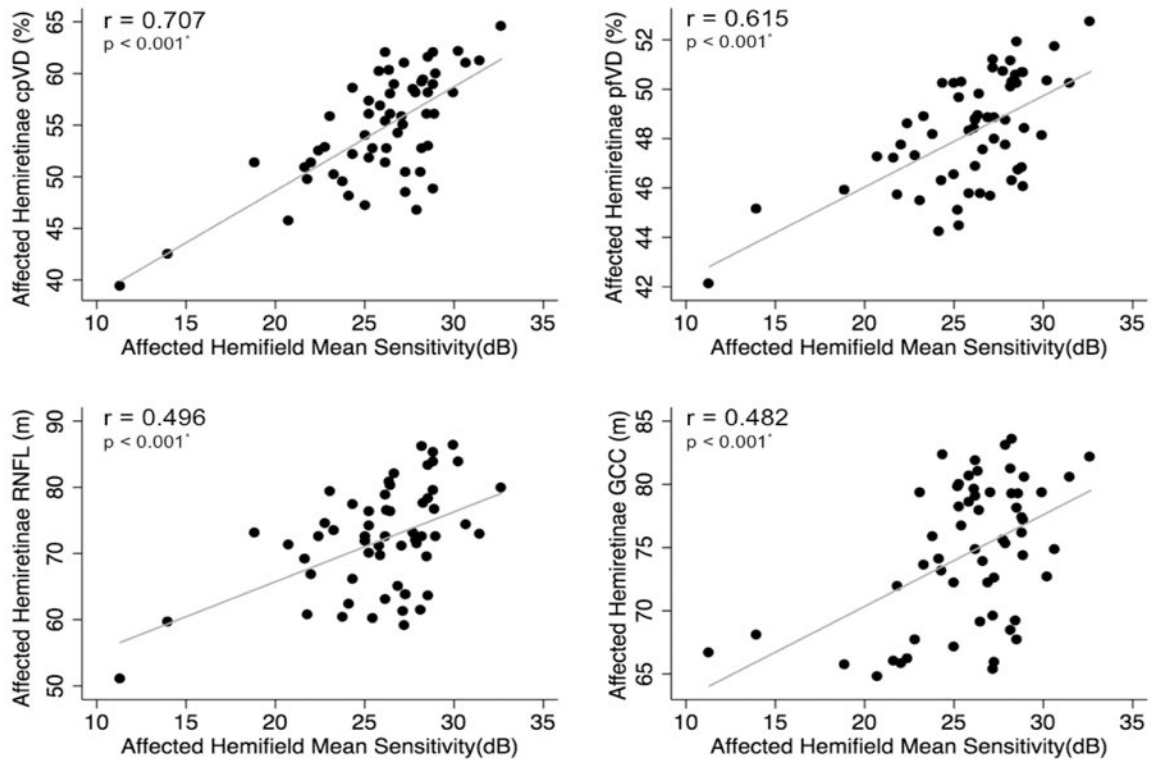 r = 0.707
p < 0.001*
Affected Hemiretinae cpVD (%)
65
60
55
50
45
40
10 15 20 25 30 35
Affected Hemifield Mean Sensitivity(dB)
r = 0.615
p < 0.001*
Affected Hemiretinae pfVD (%)
52
50
48
46
44
42
10 15 20 25 30 35
Affected Hemifield Mean Sensitivity(dB)
r = 0.496
p < 0.001*
Affected Hemiretinae RNFL (m)
90
80
70
60
50
10 15 20 25 30 35
Affected Hemifield Mean Sensitivity(dB)
r = 0.482
p < 0.001*
Affected Hemiretinae GCC (m)
85
80
75
70
65
10 15 20 25 30 35
Affected Hemifield Mean Sensitivity(dB)